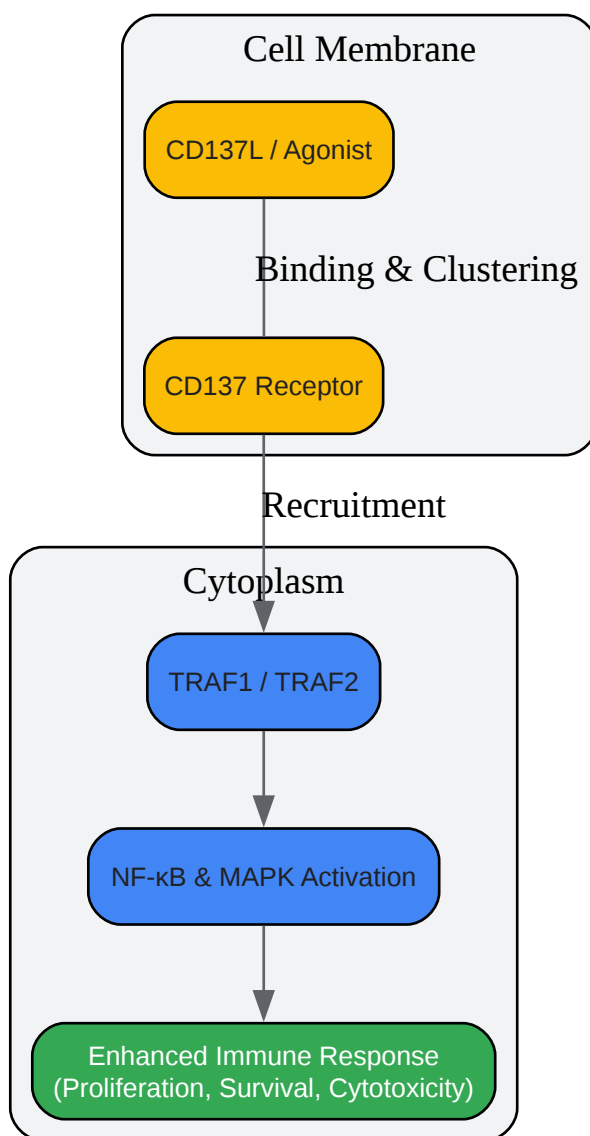 Cell Membrane
CD137L / Agonist
Binding & Clustering
CD137 Receptor
Recruitment
Cytoplasm
TRAF1 / TRAF2
NF-κB & MAPK Activation
Enhanced Immune Response
(Proliferation, Survival, Cytotoxicity)